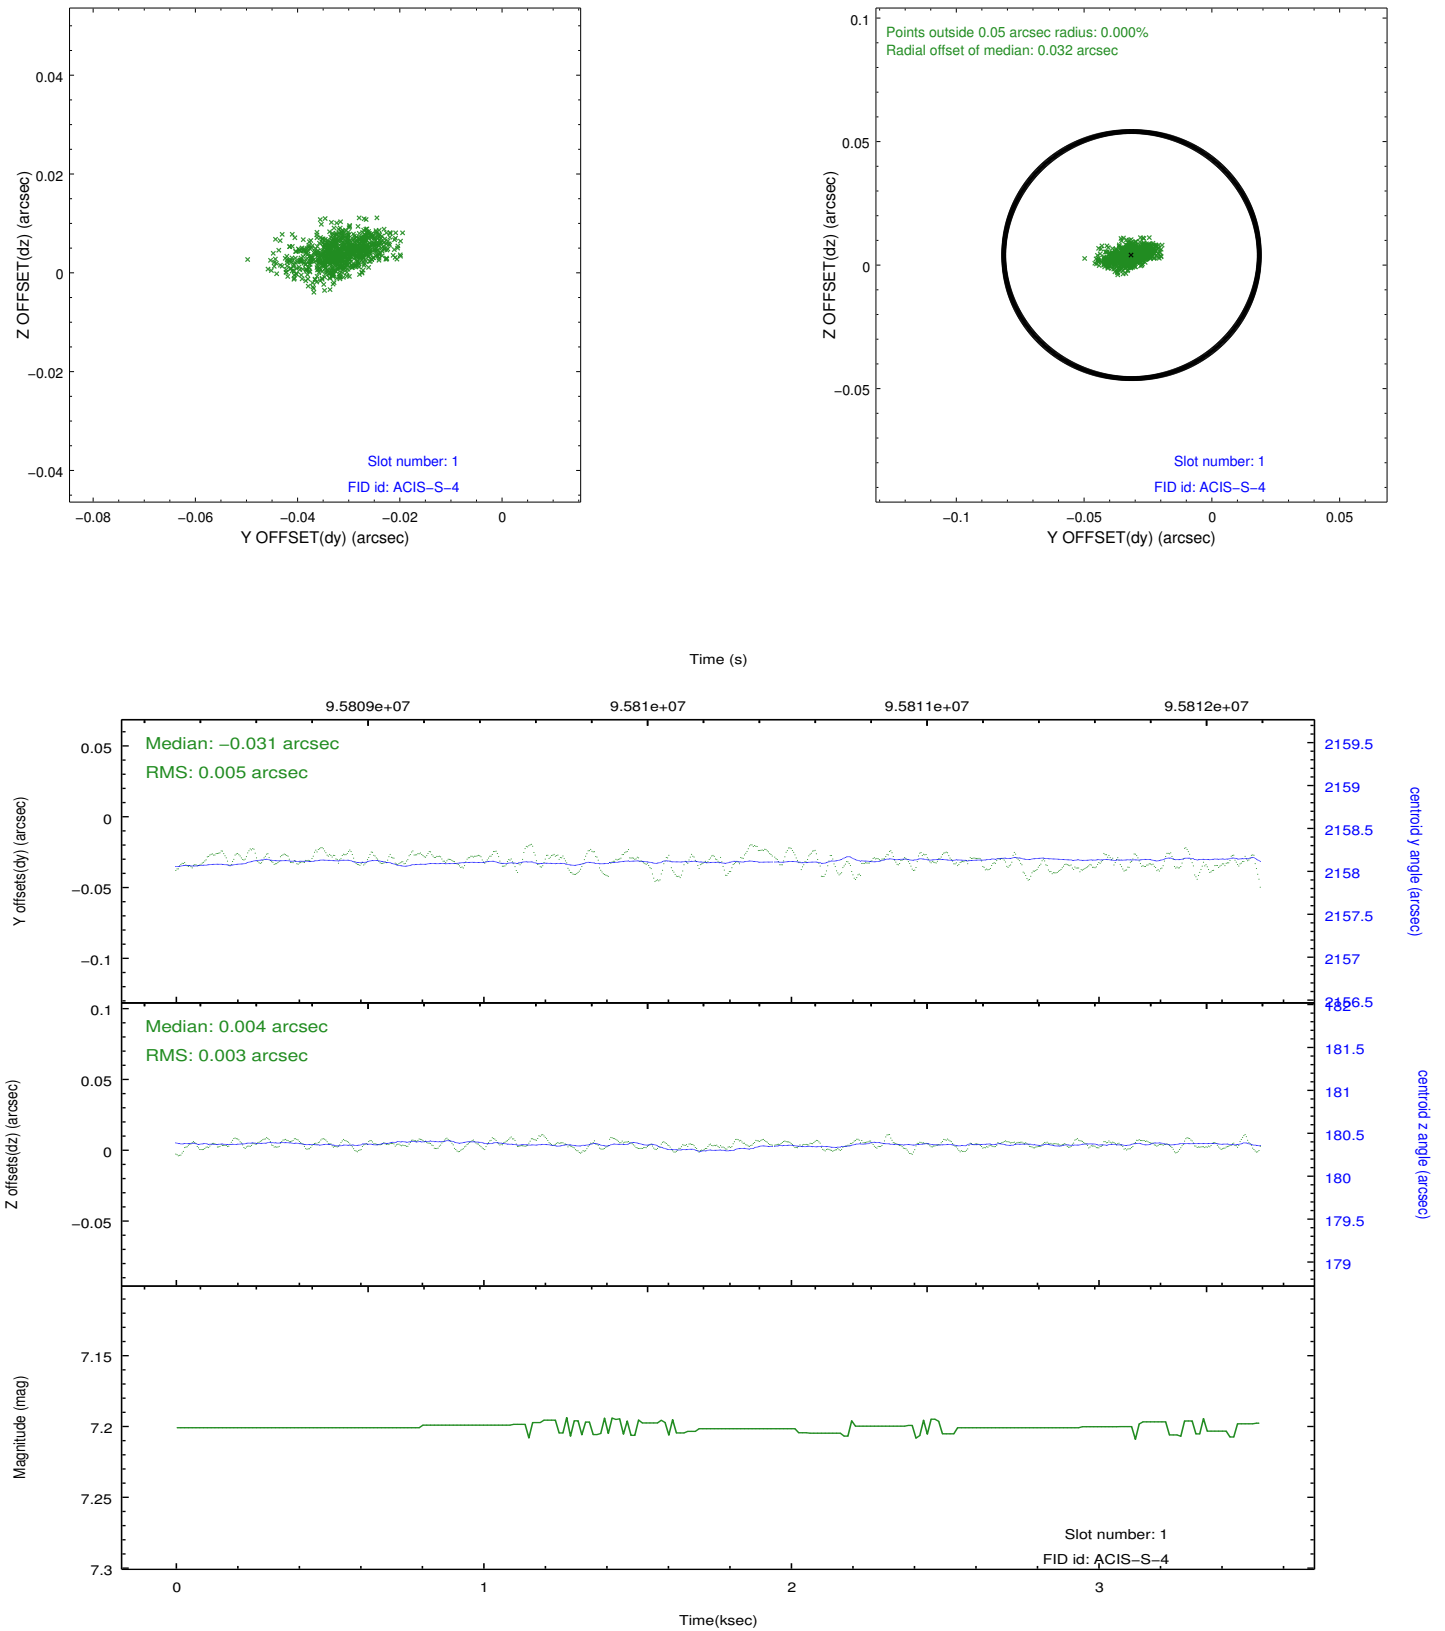 0.04
0.02
0
−0.02
−0.04
Z OFFSET(dz) (arcsec)
Slot number: 1
FID id: ACIS−S−4
−0.08 −0.06 −0.04 −0.02 0
Y OFFSET(dy) (arcsec)
0.1
0.05
0
−0.05
Z OFFSET(dz) (arcsec)
Points outside 0.05 arcsec radius: 0.000%
Radial offset of median: 0.032 arcsec
Slot number: 1
FID id: ACIS−S−4
−0.1 −0.05 0 0.05
Y OFFSET(dy) (arcsec)
Time (s)
9.5809e+07 9.581e+07 9.5811e+07 9.5812e+07
Median: −0.031 arcsec
RMS: 0.005 arcsec
0.05
0
−0.05
−0.1
Y offsets(dy) (arcsec)
2159.5
2159
2158.5
2158
2157.5
2157
2156.5
centroid y angle (arcsec)
Median: 0.004 arcsec
RMS: 0.003 arcsec
0.1
0.05
0
−0.05
Z offsets(dz) (arcsec)
182
181.5
181
180.5
180
179.5
179
centroid z angle (arcsec)
7.15
7.2
7.25
7.3
Magnitude (mag)
Slot number: 1
FID id: ACIS−S−4
0 1 2 3
Time(ksec)